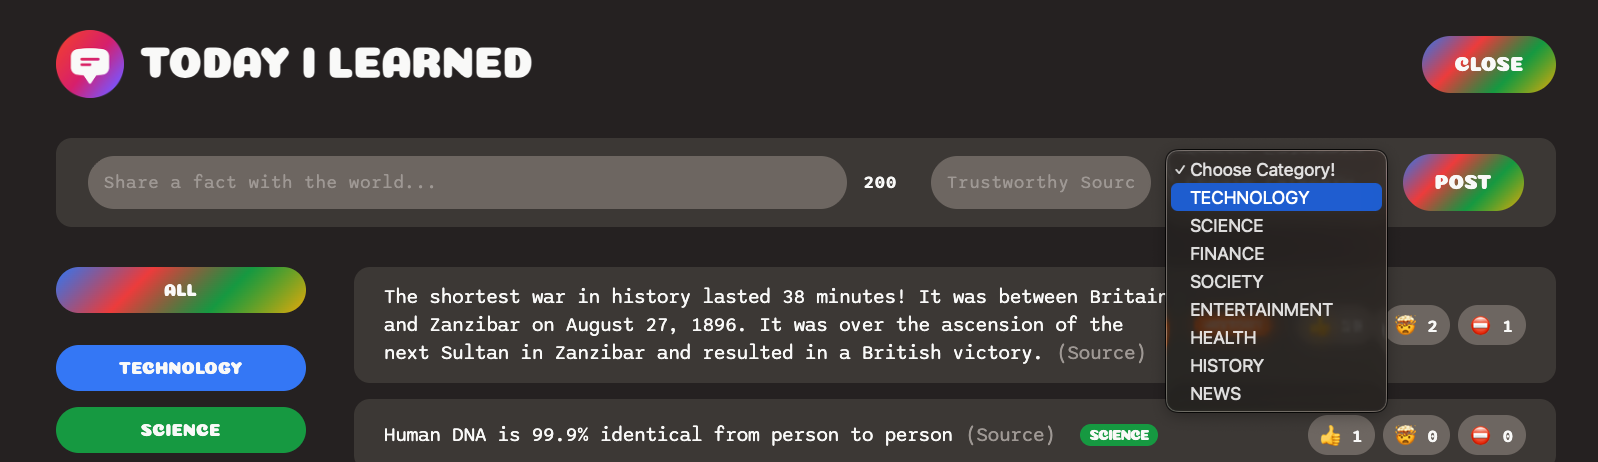 TODAY I LEARNED
CLOSE
Share a fact with the world...
200
Trustworthy Sourc
✓ Choose Category!
TECHNOLOGY
SCIENCE
FINANCE
SOCIETY
ENTERTAINMENT
HEALTH
HISTORY
NEWS
POST
ALL
TECHNOLOGY
SCIENCE
The shortest war in history lasted 38 minutes! It was between Britain
and Zanzibar on August 27, 1896. It was over the ascension of the
next Sultan in Zanzibar and resulted in a British victory. (Source)
🤯 2 ⛔ 1
Human DNA is 99.9% identical from person to person (Source) SCIENCE 👍 1 🤯 0 ⛔ 0